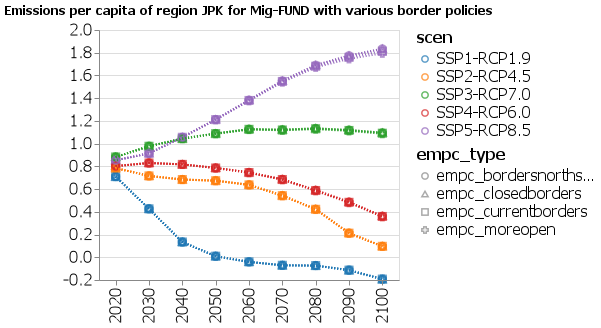 Emissions per capita of region JPK for Mig-FUND with various border policies
2.0
1.8
1.6
1.4
1.2
1.0
0.8
0.6
0.4
0.2
0.0
-0.2
2020
2030
2040
2050
2060
2070
2080
2090
2100
scen
SSP1-RCP1.9
SSP2-RCP4.5
SSP3-RCP7.0
SSP4-RCP6.0
SSP5-RCP8.5
empc_type
empc_bordersnorths...
empc_closedborders
empc_currentborders
empc_moreopen